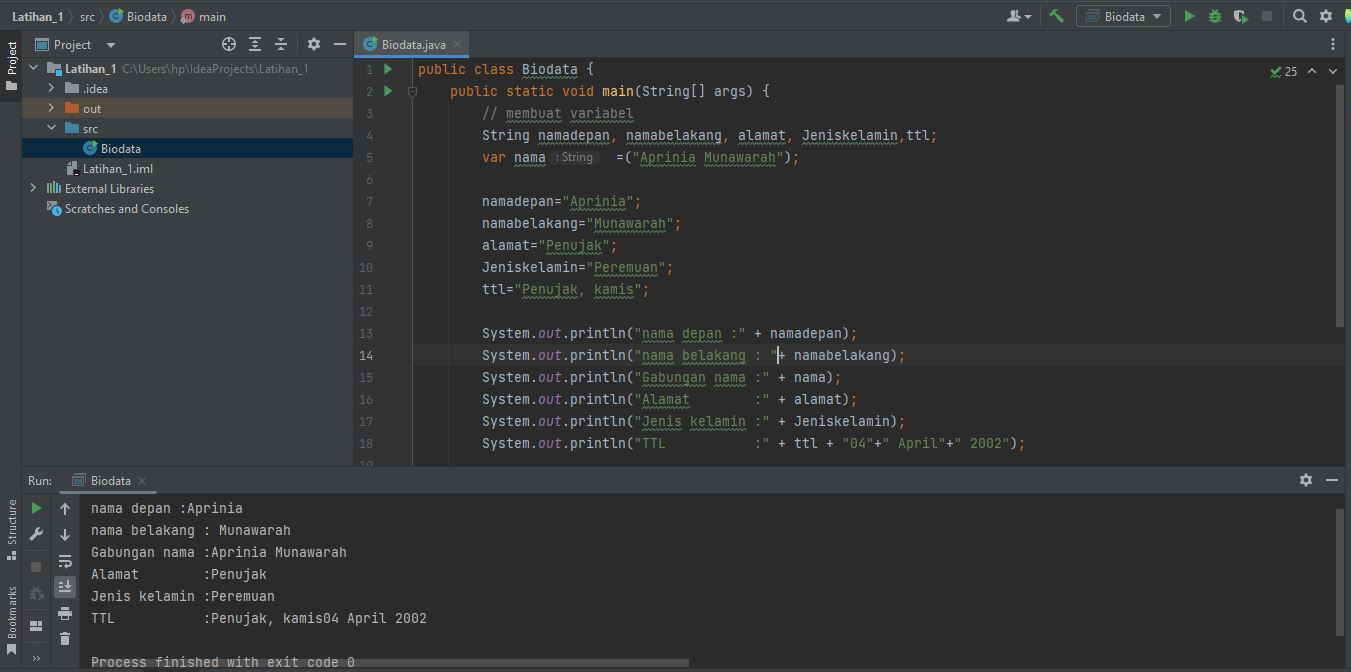 Latihan_1 src Biodata main
Biodata
Project
Project
Biodata.java
Latihan_1 C:\Users\hp\IdeaProjects\Latihan_1
.idea
out
src
Biodata
Latihan_1.iml
External Libraries
Scratches and Consoles
25
1 public class Biodata {
2 public static void main(String[] args) {
3 // membuat variabel
4 String namadepan, namabelakang, alamat, Jeniskelamin,ttl;
5 var nama : String =("Aprinia Munawarah");
6
7 namadepan="Aprinia";
8 namabelakang="Munawarah";
9 alamat="Penujak";
10 Jeniskelamin="Peremuan";
11 ttl="Penujak, kamis";
12
13 System.out.println("nama depan :" + namadepan);
14 System.out.println("nama belakang : "+ namabelakang);
15 System.out.println("Gabungan nama :" + nama);
16 System.out.println("Alamat        :" + alamat);
17 System.out.println("Jenis kelamin :" + Jeniskelamin);
18 System.out.println("TTL           :" + ttl + "04"+" April"+" 2002");
19
Run: Biodata
nama depan :Aprinia
nama belakang : Munawarah
Gabungan nama :Aprinia Munawarah
Alamat        :Penujak
Jenis kelamin :Peremuan
TTL           :Penujak, kamis04 April 2002
Process finished with exit code 0
Structure
Bookmarks